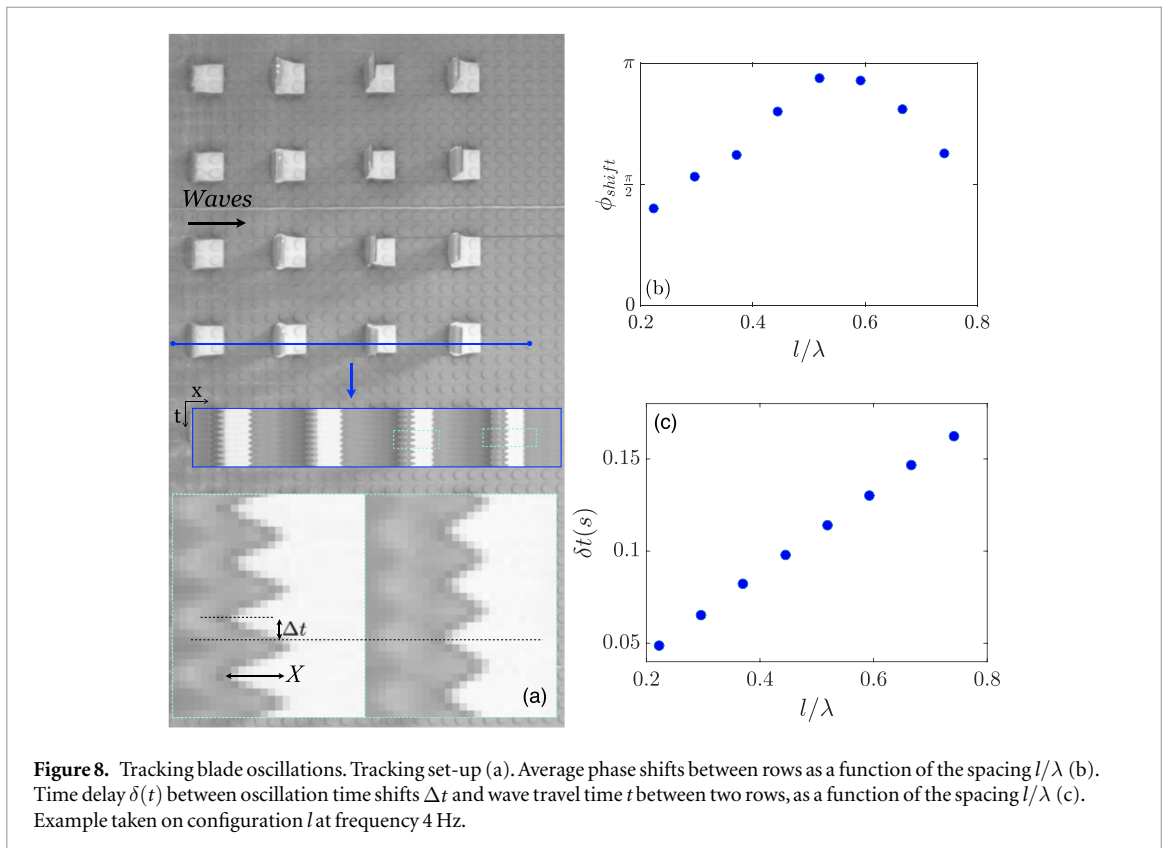 Waves
x
t
Δt
X
(a)
π
π
2
0
ϕshift
(b)
0.2
0.4
0.6
0.8
l/λ
(c)
0.15
0.1
0.05
δt(s)
0.2
0.4
0.6
0.8
l/λ
Figure 8. Tracking blade oscillations. Tracking set-up (a). Average phase shifts between rows as a function of the spacing l/λ (b).
Time delay δ(t) between oscillation time shifts Δt and wave travel time t between two rows, as a function of the spacing l/λ (c).
Example taken on configuration l at frequency 4 Hz.